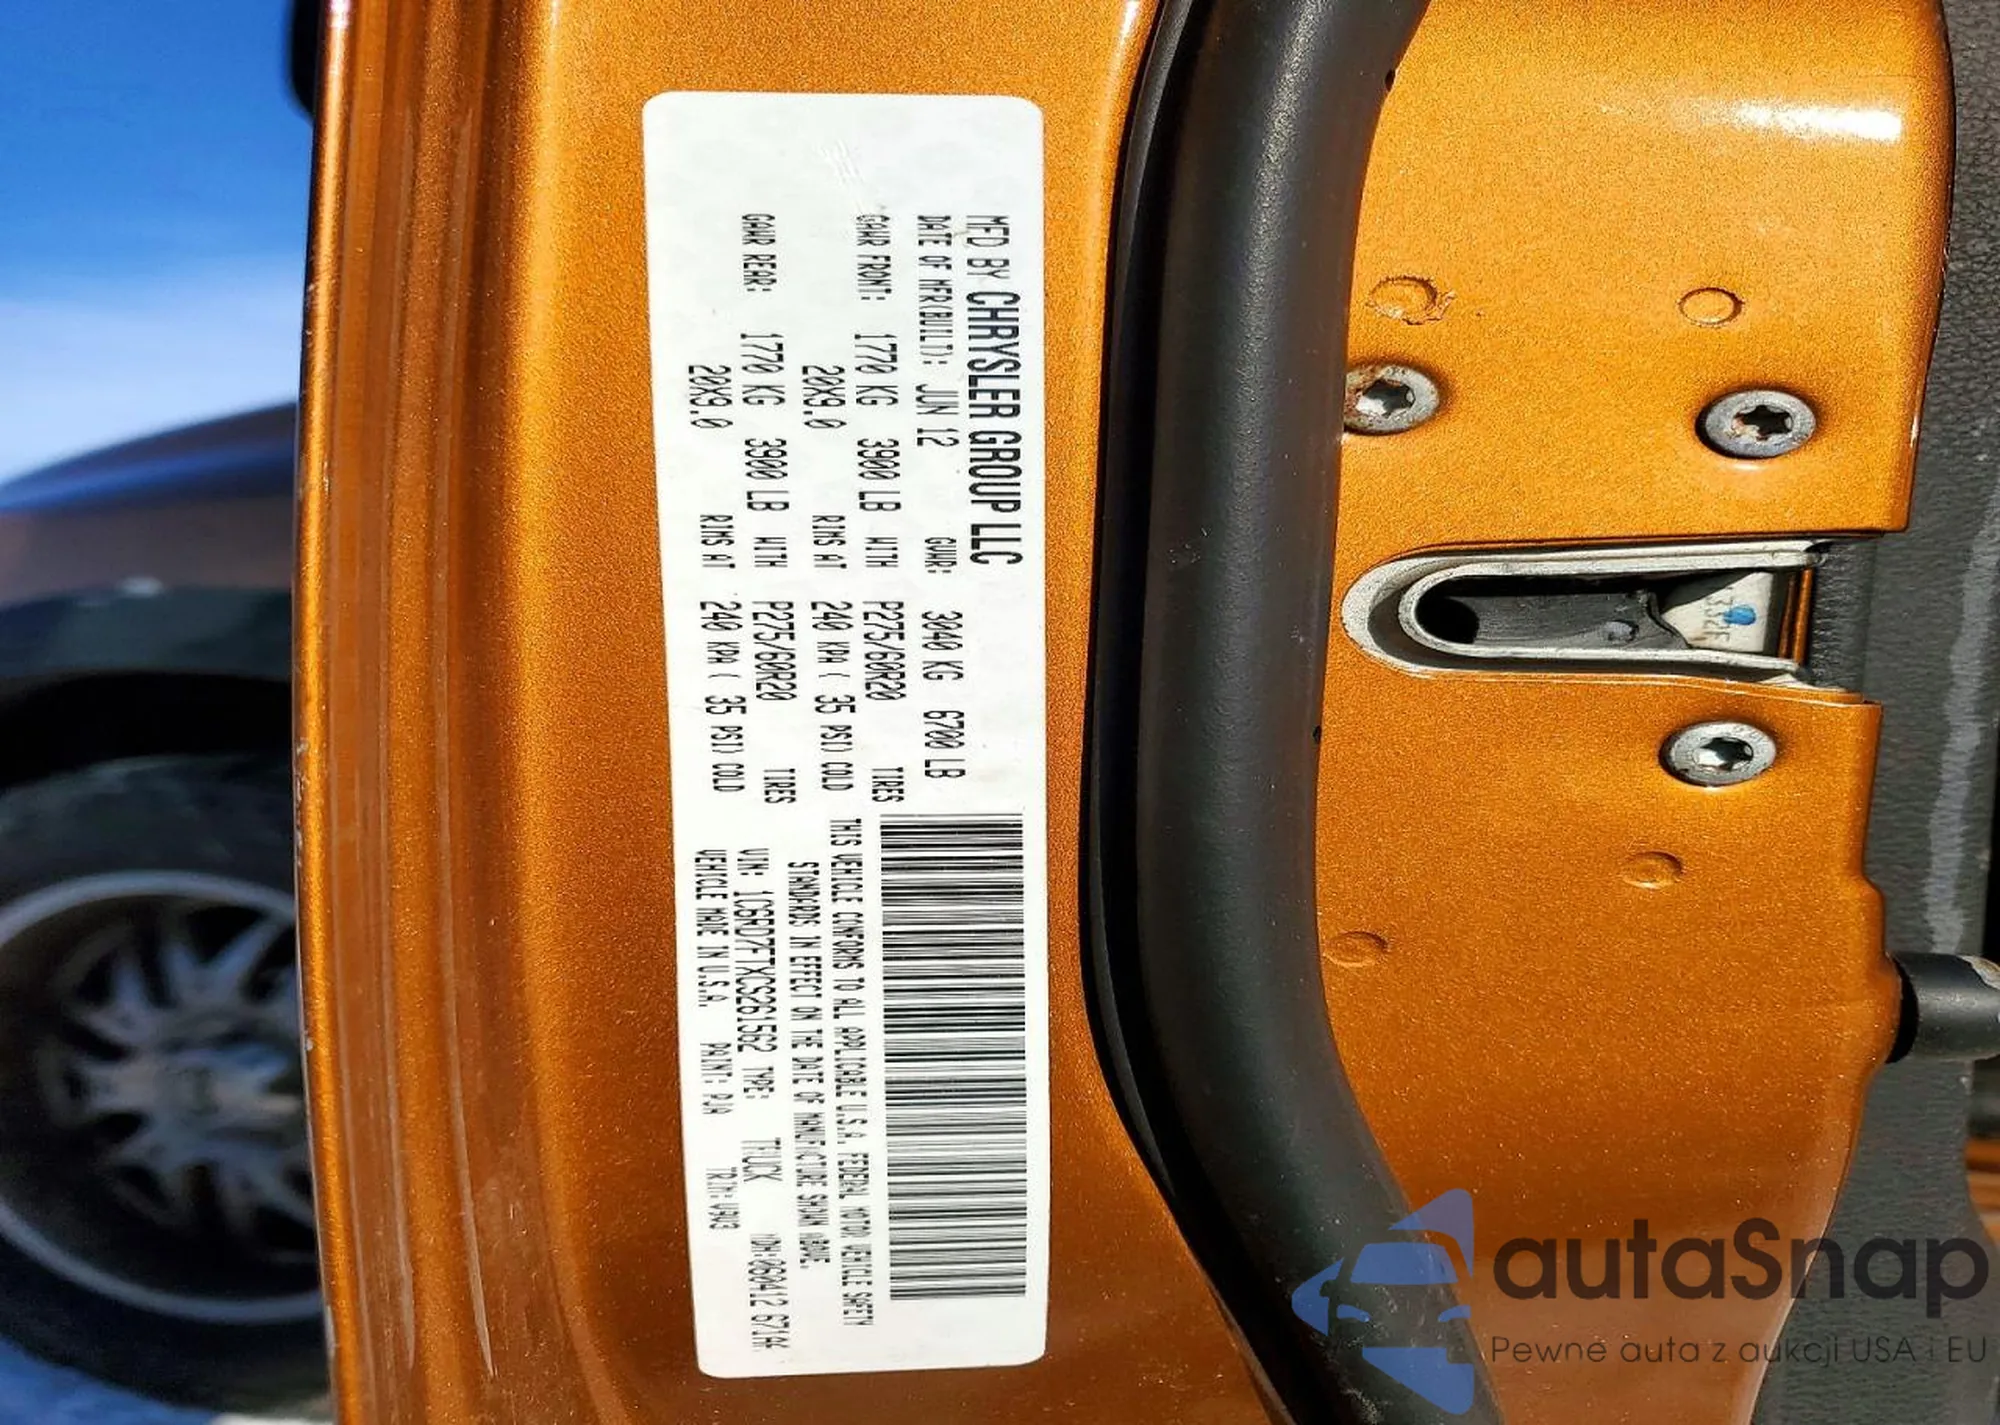 MFD BY CHRYSLER GROUP LLC
DATE OF MFR(BUILT): JUN 12 GVWR: 3040 KG 6700 LB
GAWR FRONT: 1770 KG 3900 LB WITH P275/60R20 TIRES
20X9.0 RIMS AT 240 KPA ( 35 PSI) COLD
GAWR REAR: 1770 KG 3900 LB WITH P275/60R20 TIRES
20X9.0 RIMS AT 240 KPA ( 35 PSI) COLD
THIS VEHICLE CONFORMS TO ALL APPLICABLE U.S.A. FEDERAL MOTOR VEHICLE SAFETY
STANDARDS IN EFFECT ON THE DATE OF MANUFACTURE SHOWN ABOVE.
VIN: 1C6RD7FTXCS261562 TYPE: TRUCK MDH:060412
VEHICLE MADE IN U.S.A. PAINT: PJA TRIM:
autaSnap
Pewne auta z aukcji USA i EU